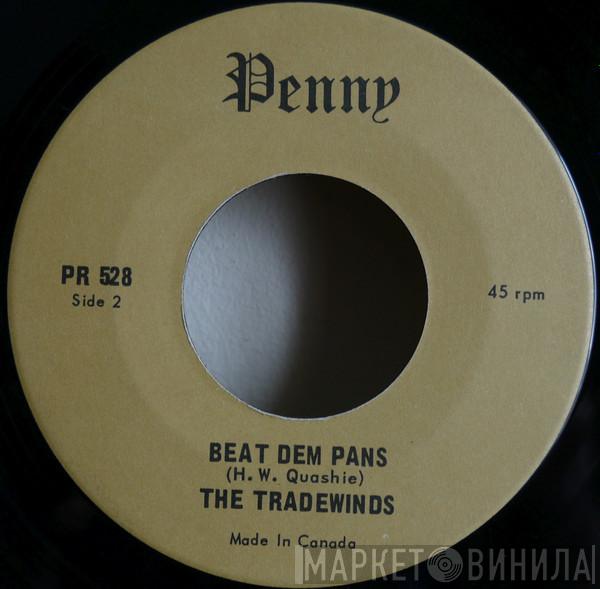 Penny
PR 528
Side 2
45 rpm
BEAT DEM PANS
(H. W. Quashie)
THE TRADEWINDS
Made In Canada
МАРКЕТ ВИНИЛА